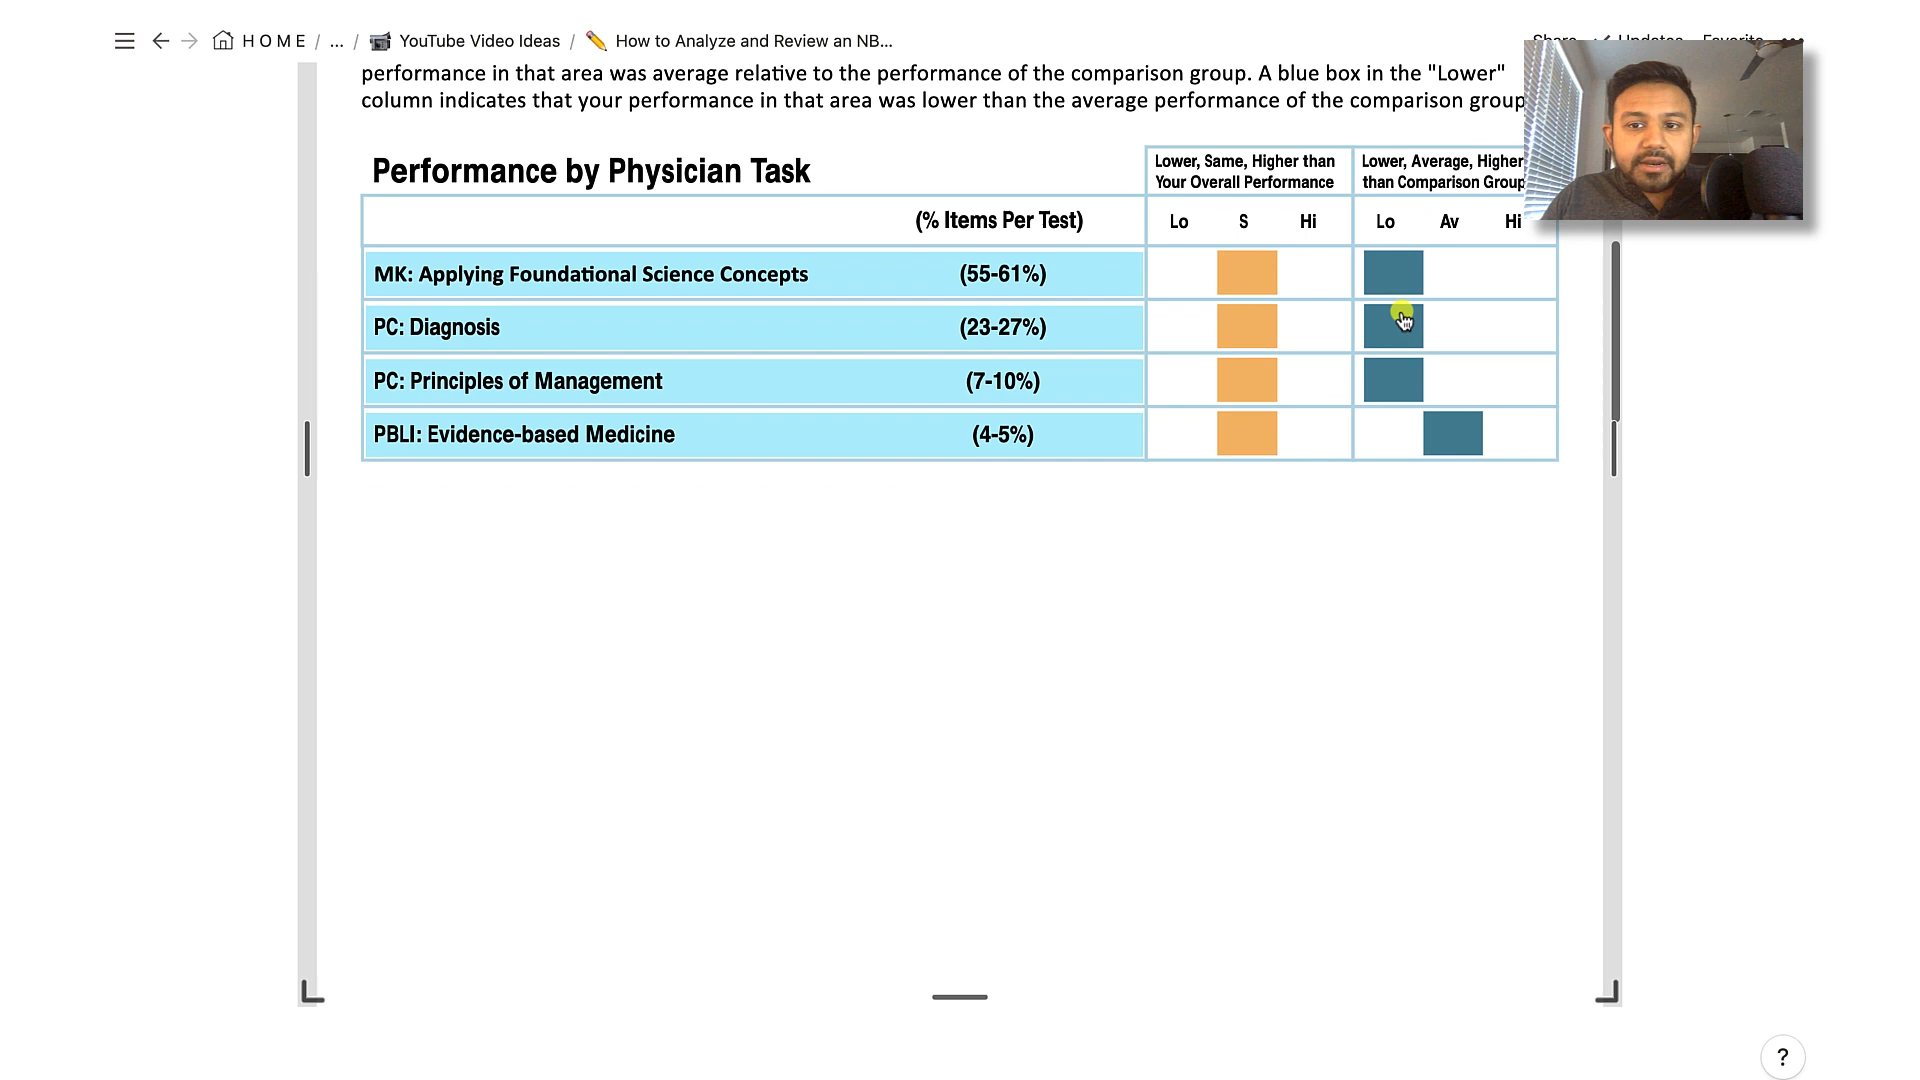 HOME / ... / YouTube Video Ideas / How to Analyze and Review an NB...
performance in that area was average relative to the performance of the comparison group. A blue box in the "Lower"
column indicates that your performance in that area was lower than the average performance of the comparison group
Performance by Physician Task
Lower, Same, Higher than
Your Overall Performance
Lower, Average, Higher
than Comparison Group
(% Items Per Test)
Lo S Hi Lo Av Hi
MK: Applying Foundational Science Concepts (55-61%)
PC: Diagnosis (23-27%)
PC: Principles of Management (7-10%)
PBLI: Evidence-based Medicine (4-5%)
?